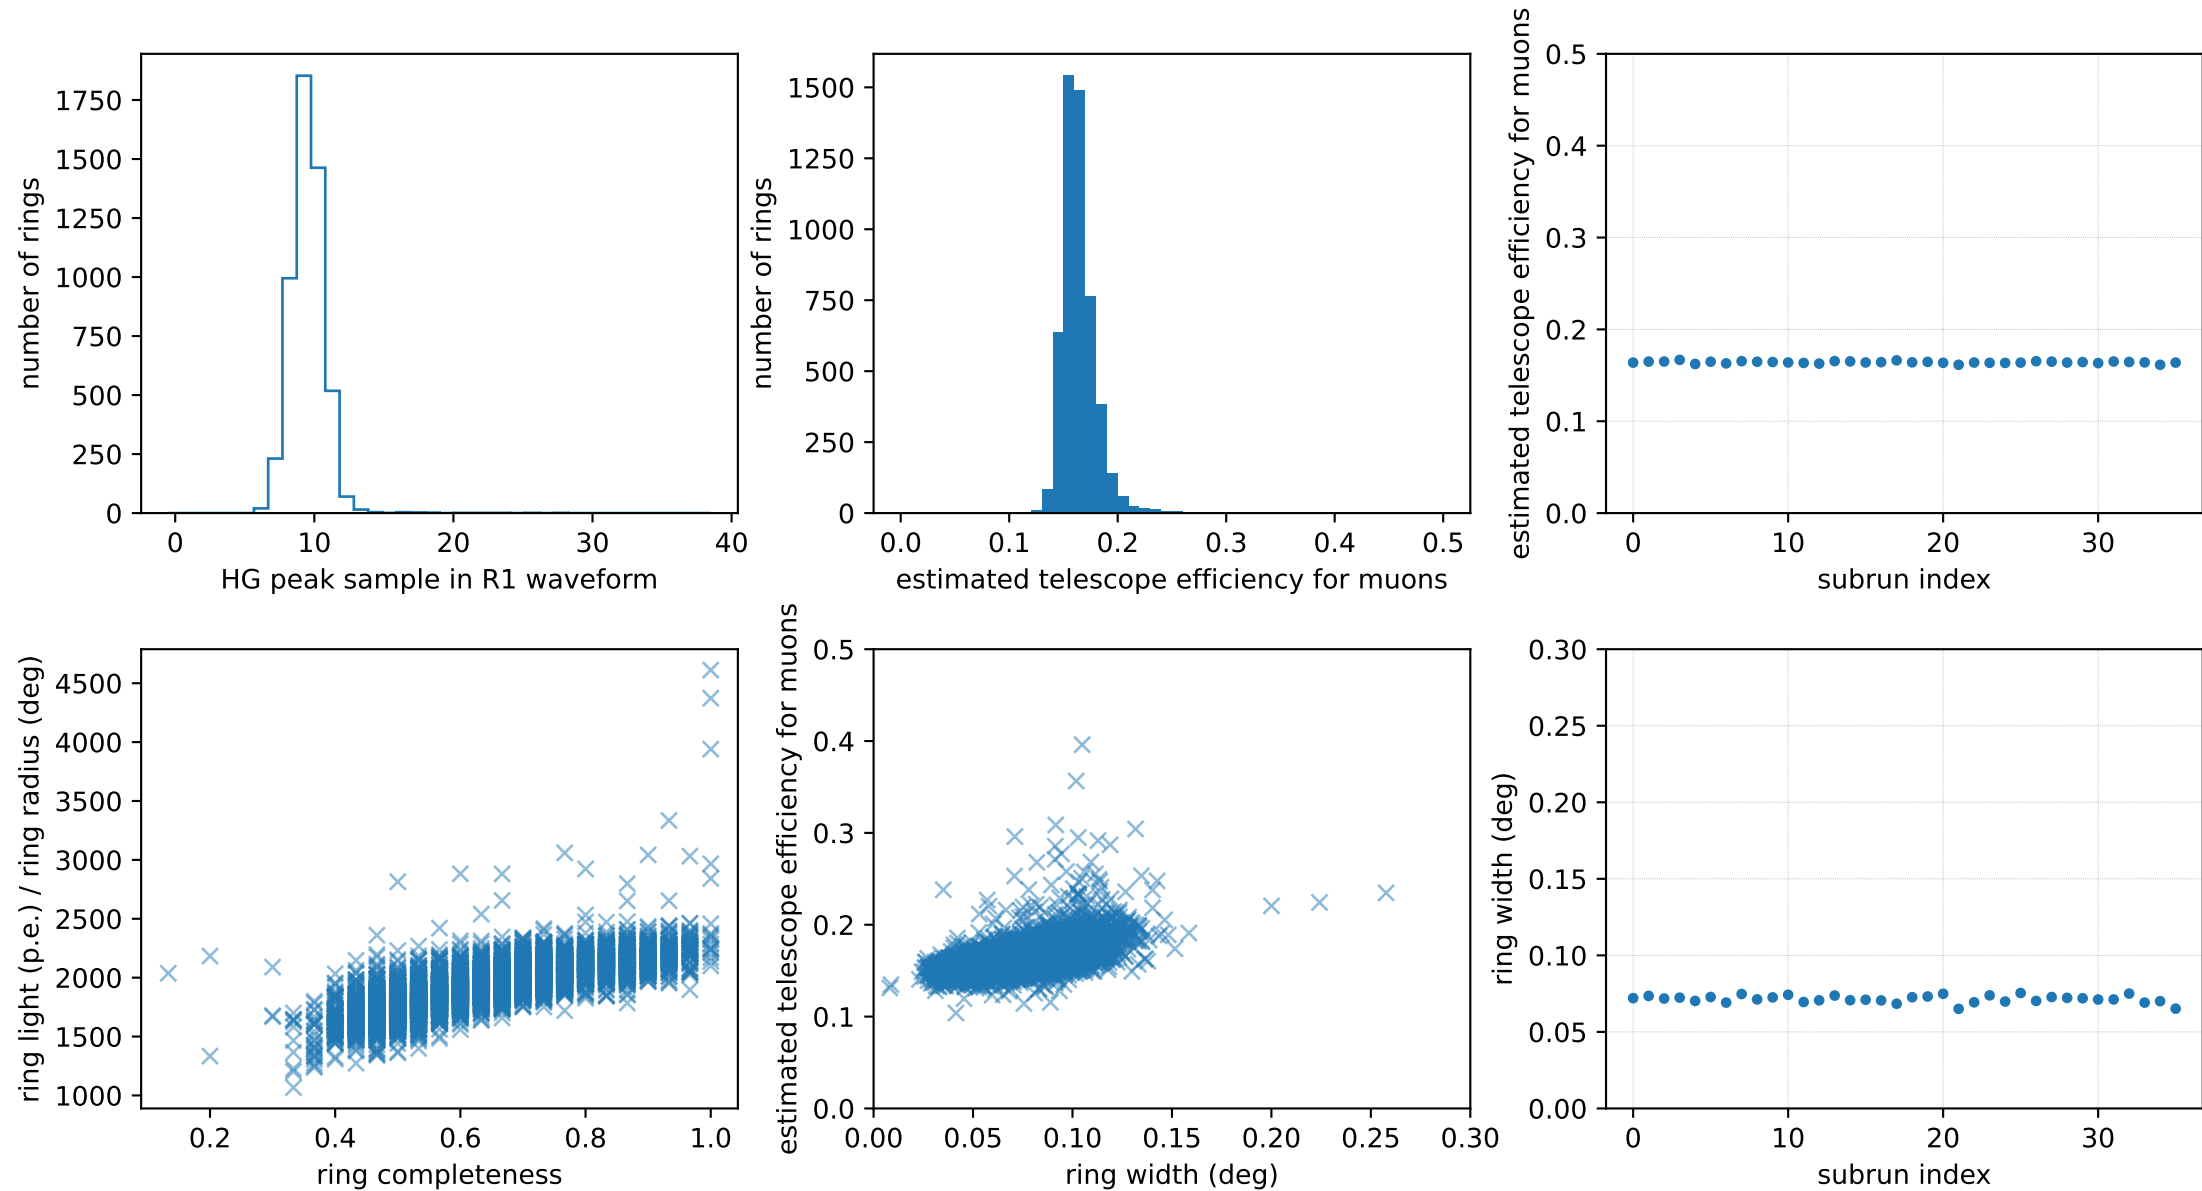 number of rings
1750
1500
1250
1000
750
500
250
0
0 10 20 30 40
HG peak sample in R1 waveform
number of rings
1500
1250
1000
750
500
250
0
0.0 0.1 0.2 0.3 0.4 0.5
estimated telescope efficiency for muons
estimated telescope efficiency for muons
0.5
0.4
0.3
0.2
0.1
0.0
0 10 20 30
subrun index
ring light (p.e.) / ring radius (deg)
4500
4000
3500
3000
2500
2000
1500
1000
0.2 0.4 0.6 0.8 1.0
ring completeness
estimated telescope efficiency for muons
0.5
0.4
0.3
0.2
0.1
0.0
0.00 0.05 0.10 0.15 0.20 0.25 0.30
ring width (deg)
ring width (deg)
0.30
0.25
0.20
0.15
0.10
0.05
0.00
0 10 20 30
subrun index